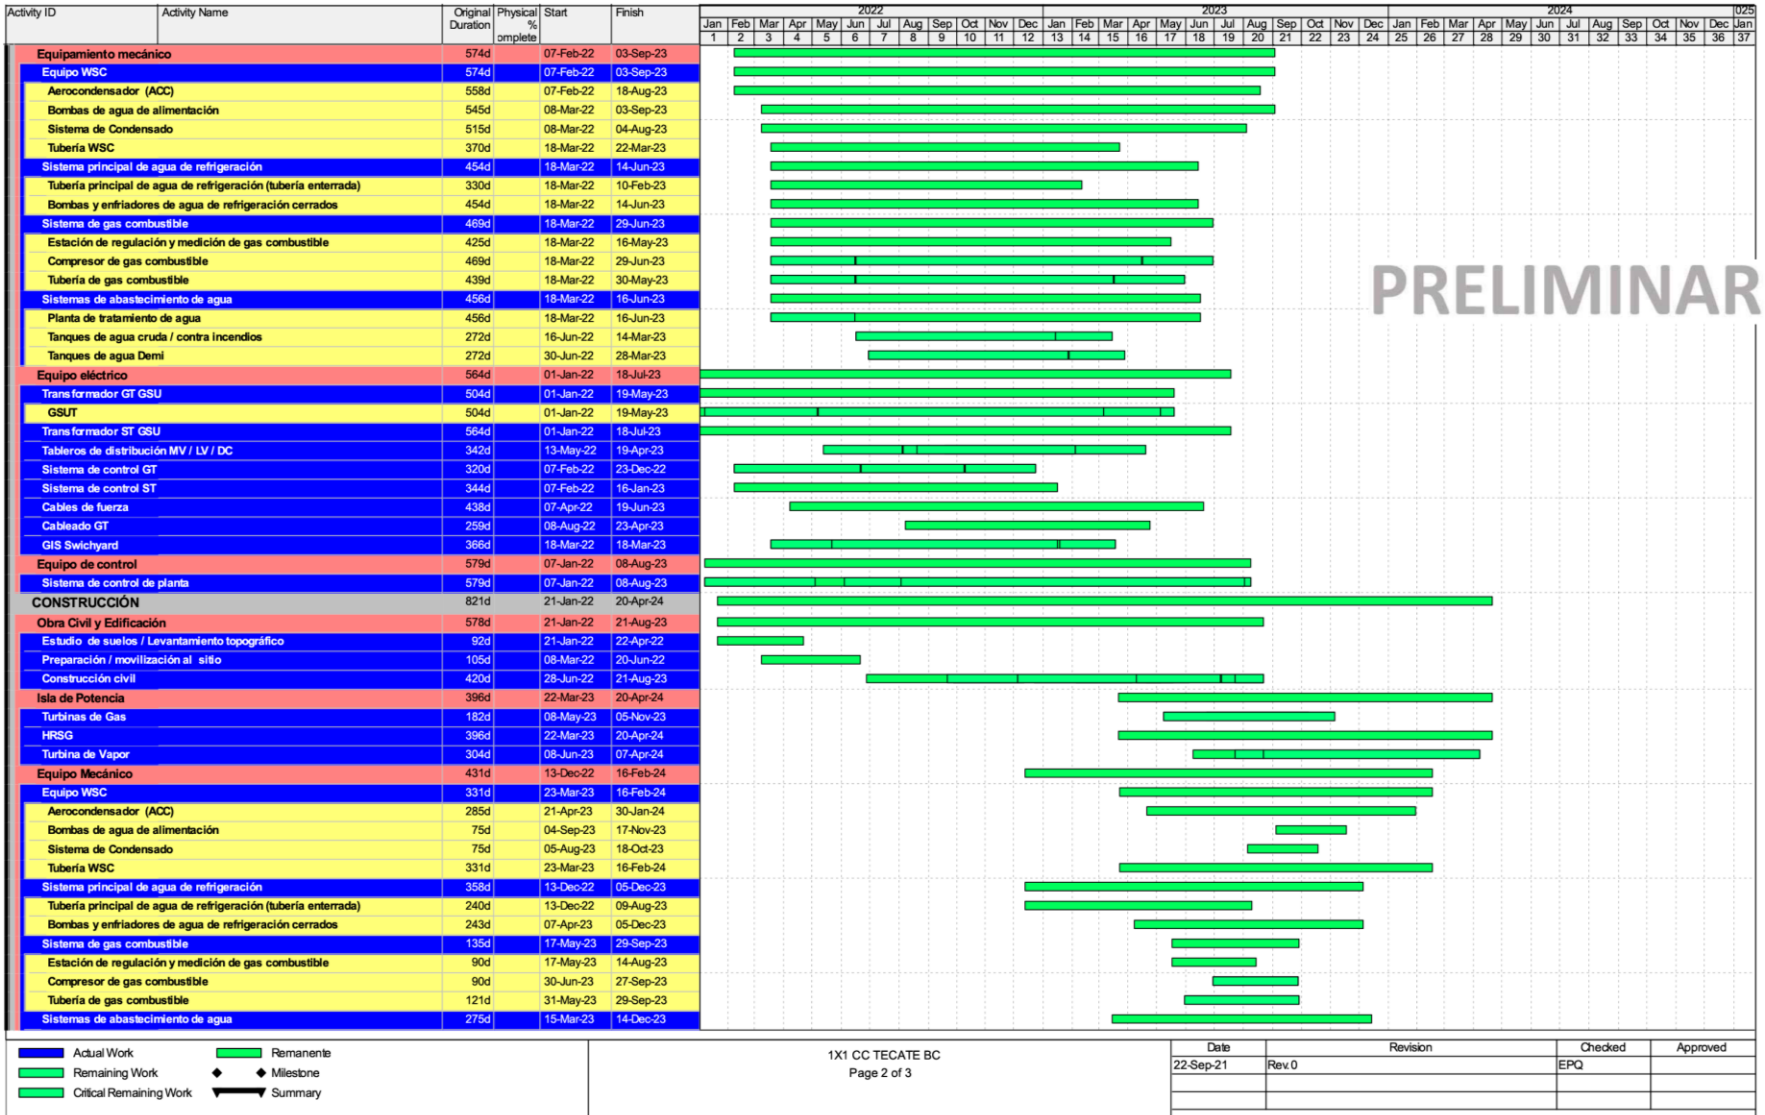 Activity ID Activity Name Original Duration Physical % omplete Start Finish
2022 2023 2024 025
Jan Feb Mar Apr May Jun Jul Aug Sep Oct Nov Dec Jan Feb Mar Apr May Jun Jul Aug Sep Oct Nov Dec Jan Feb Mar Apr May Jun Jul Aug Sep Oct Nov Dec Jan
1 2 3 4 5 6 7 8 9 10 11 12 13 14 15 16 17 18 19 20 21 22 23 24 25 26 27 28 29 30 31 32 33 34 35 36 37
Equipamiento mecánico 574d 07-Feb-22 03-Sep-23
Equipo WSC 574d 07-Feb-22 03-Sep-23
Aerocondensador (ACC) 558d 07-Feb-22 18-Aug-23
Bombas de agua de alimentación 545d 08-Mar-22 03-Sep-23
Sistema de Condensado 515d 08-Mar-22 04-Aug-23
Tubería WSC 370d 18-Mar-22 22-Mar-23
Sistema principal de agua de refrigeración 454d 18-Mar-22 14-Jun-23
Tubería principal de agua de refrigeración (tubería enterrada) 330d 18-Mar-22 10-Feb-23
Bombas y enfriadores de agua de refrigeración cerrados 454d 18-Mar-22 14-Jun-23
Sistema de gas combustible 469d 18-Mar-22 29-Jun-23
Estación de regulación y medición de gas combustible 425d 18-Mar-22 16-May-23
Compresor de gas combustible 469d 18-Mar-22 29-Jun-23
Tubería de gas combustible 439d 18-Mar-22 30-May-23
PRELIMINAR
Sistemas de abastecimiento de agua 456d 18-Mar-22 16-Jun-23
Planta de tratamiento de agua 456d 18-Mar-22 16-Jun-23
Tanques de agua cruda / contra incendios 272d 16-Jun-22 14-Mar-23
Tanques de agua Demi 272d 30-Jun-22 28-Mar-23
Equipo eléctrico 564d 01-Jan-22 18-Jul-23
Transformador GT GSU 504d 01-Jan-22 19-May-23
GSUT 504d 01-Jan-22 19-May-23
Transformador ST GSU 564d 01-Jan-22 18-Jul-23
Tableros de distribución MV / LV / DC 342d 13-May-22 19-Apr-23
Sistema de control GT 320d 07-Feb-22 23-Dec-22
Sistema de control ST 344d 07-Feb-22 16-Jan-23
Cables de fuerza 438d 07-Apr-22 19-Jun-23
Cableado GT 259d 08-Aug-22 23-Apr-23
GIS Swichyard 366d 18-Mar-22 18-Mar-23
Equipo de control 579d 07-Jan-22 08-Aug-23
Sistema de control de planta 579d 07-Jan-22 08-Aug-23
CONSTRUCCIÓN 821d 21-Jan-22 20-Apr-24
Obra Civil y Edificación 578d 21-Jan-22 21-Aug-23
Estudio de suelos / Levantamiento topográfico 92d 21-Jan-22 22-Apr-22
Preparación / movilización al sitio 105d 08-Mar-22 20-Jun-22
Construcción civil 420d 28-Jun-22 21-Aug-23
Isla de Potencia 396d 22-Mar-23 20-Apr-24
Turbinas de Gas 182d 08-May-23 05-Nov-23
HRSG 396d 22-Mar-23 20-Apr-24
Turbina de Vapor 304d 08-Jun-23 07-Apr-24
Equipo Mecánico 431d 13-Dec-22 16-Feb-24
Equipo WSC 331d 23-Mar-23 16-Feb-24
Aerocondensador (ACC) 285d 21-Apr-23 30-Jan-24
Bombas de agua de alimentación 75d 04-Sep-23 17-Nov-23
Sistema de Condensado 75d 05-Aug-23 18-Oct-23
Tubería WSC 331d 23-Mar-23 16-Feb-24
Sistema principal de agua de refrigeración 358d 13-Dec-22 05-Dec-23
Tubería principal de agua de refrigeración (tubería enterrada) 240d 13-Dec-22 09-Aug-23
Bombas y enfriadores de agua de refrigeración cerrados 243d 07-Apr-23 05-Dec-23
Sistema de gas combustible 135d 17-May-23 29-Sep-23
Estación de regulación y medición de gas combustible 90d 17-May-23 14-Aug-23
Compresor de gas combustible 90d 30-Jun-23 27-Sep-23
Tubería de gas combustible 121d 31-May-23 29-Sep-23
Sistemas de abastecimiento de agua 275d 15-Mar-23 14-Dec-23
Actual Work Remanente
Remaining Work Milestone
Critical Remaining Work Summary
1X1 CC TECATE BC
Page 2 of 3
Date Revision Checked Approved
22-Sep-21 Rev.0 EPQ